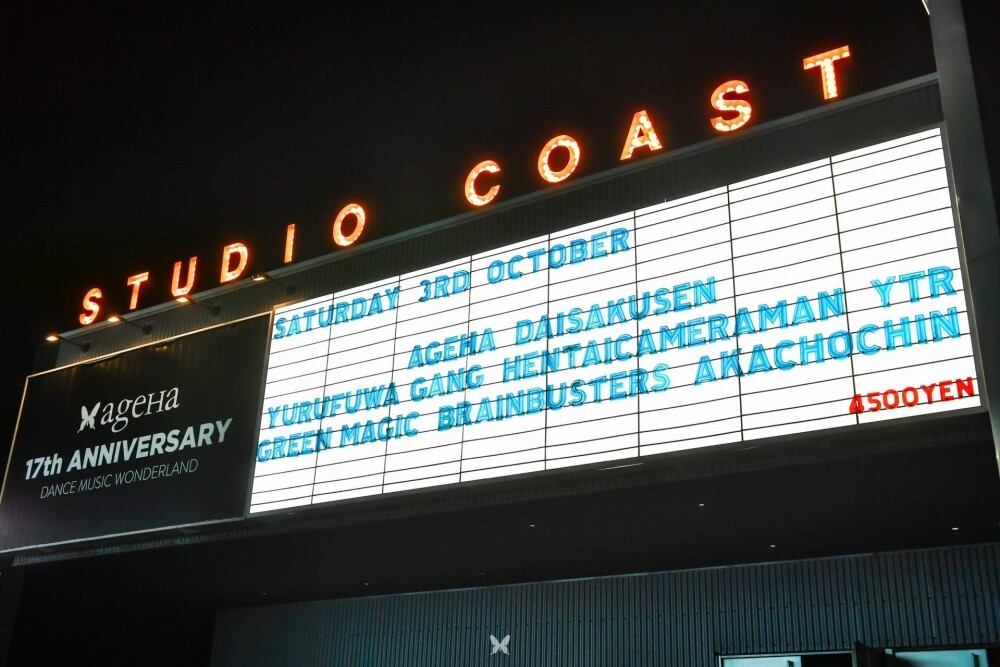 STUDIO COAST
SATURDAY 3RD OCTOBER
AGEHA DAISAKUSEN
YURUFUWA GANG HENTAICAMERAMAN YTR
GREEN MAGIC BRAINBUSTERS AKACHOCHIN
4500YEN
ageHa
17th ANNIVERSARY
DANCE MUSIC WONDERLAND